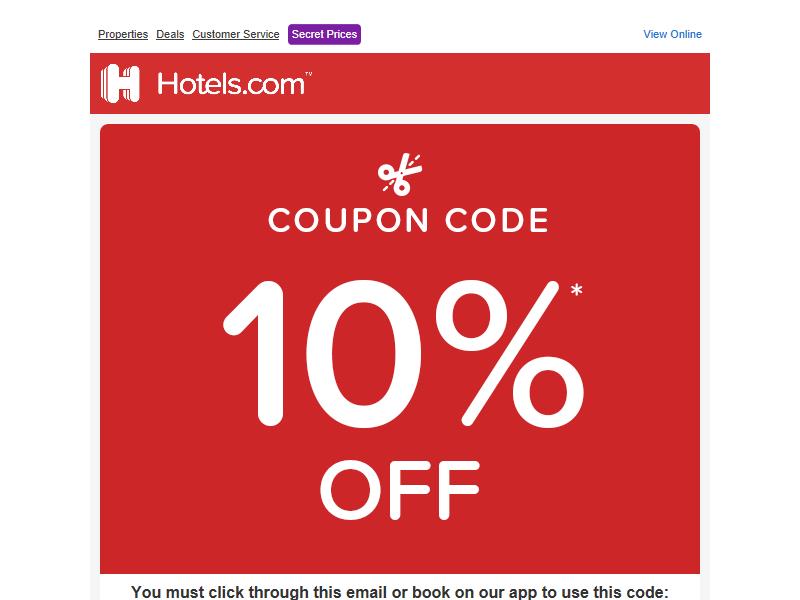 Properties Deals Customer Service Secret Prices View Online
Hotels.com™
COUPON CODE
10%*
OFF
You must click through this email or book on our app to use this code: